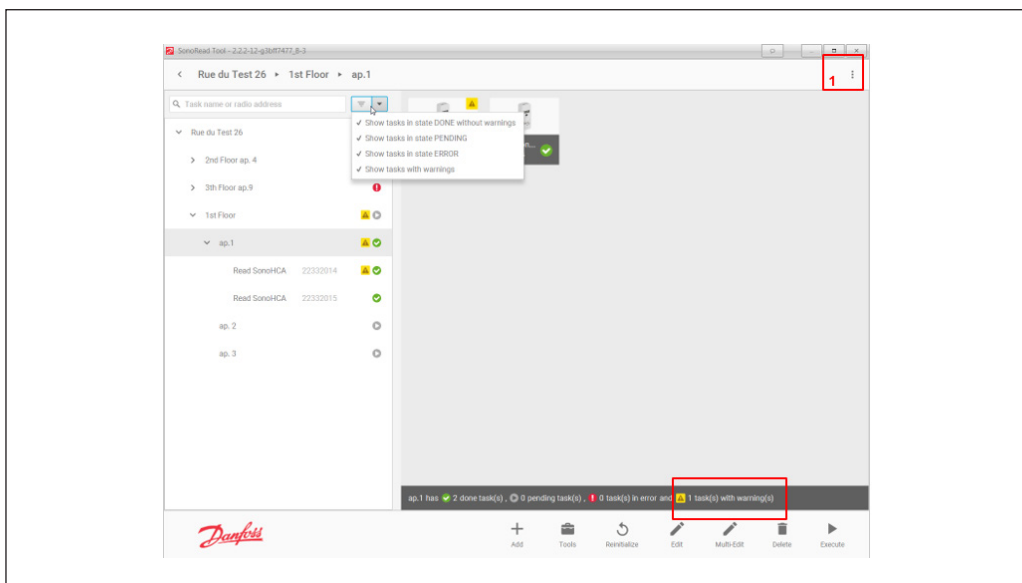 SonoRead Tool - 2.2.2-12-g3bff7477_8-3
Rue du Test 26 ▸ 1st Floor ▸ ap.1
1
Task name or radio address
✓ Show tasks in state DONE without warnings
✓ Show tasks in state PENDING
✓ Show tasks in state ERROR
✓ Show tasks with warnings
Rue du Test 26
2nd Floor ap. 4
3th Floor ap.9
1st Floor
ap.1
Read SonoHCA 22332014
Read SonoHCA 22332015
ap. 2
ap. 3
ap.1 has 2 done task(s) , 0 pending task(s) , 0 task(s) in error and 1 task(s) with warning(s)
Danfoss
Add Tools Reinitialize Edit Multi-Edit Delete Execute